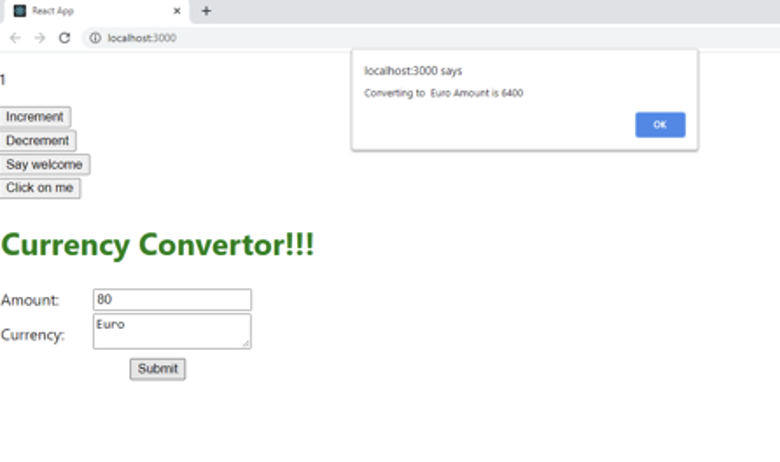 React App
localhost:3000
localhost:3000 says
Converting to Euro Amount is 6400
OK
1
Increment
Decrement
Say welcome
Click on me
Currency Convertor!!!
Amount: 80
Currency: Euro
Submit